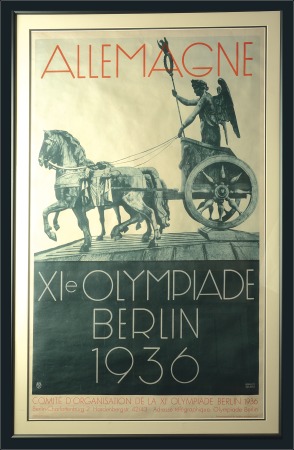 ALLEMAGNE
XIe OLYMPIADE
BERLIN
1936
COMITÉ D'ORGANISATION DE LA XIe OLYMPIADE BERLIN 1936